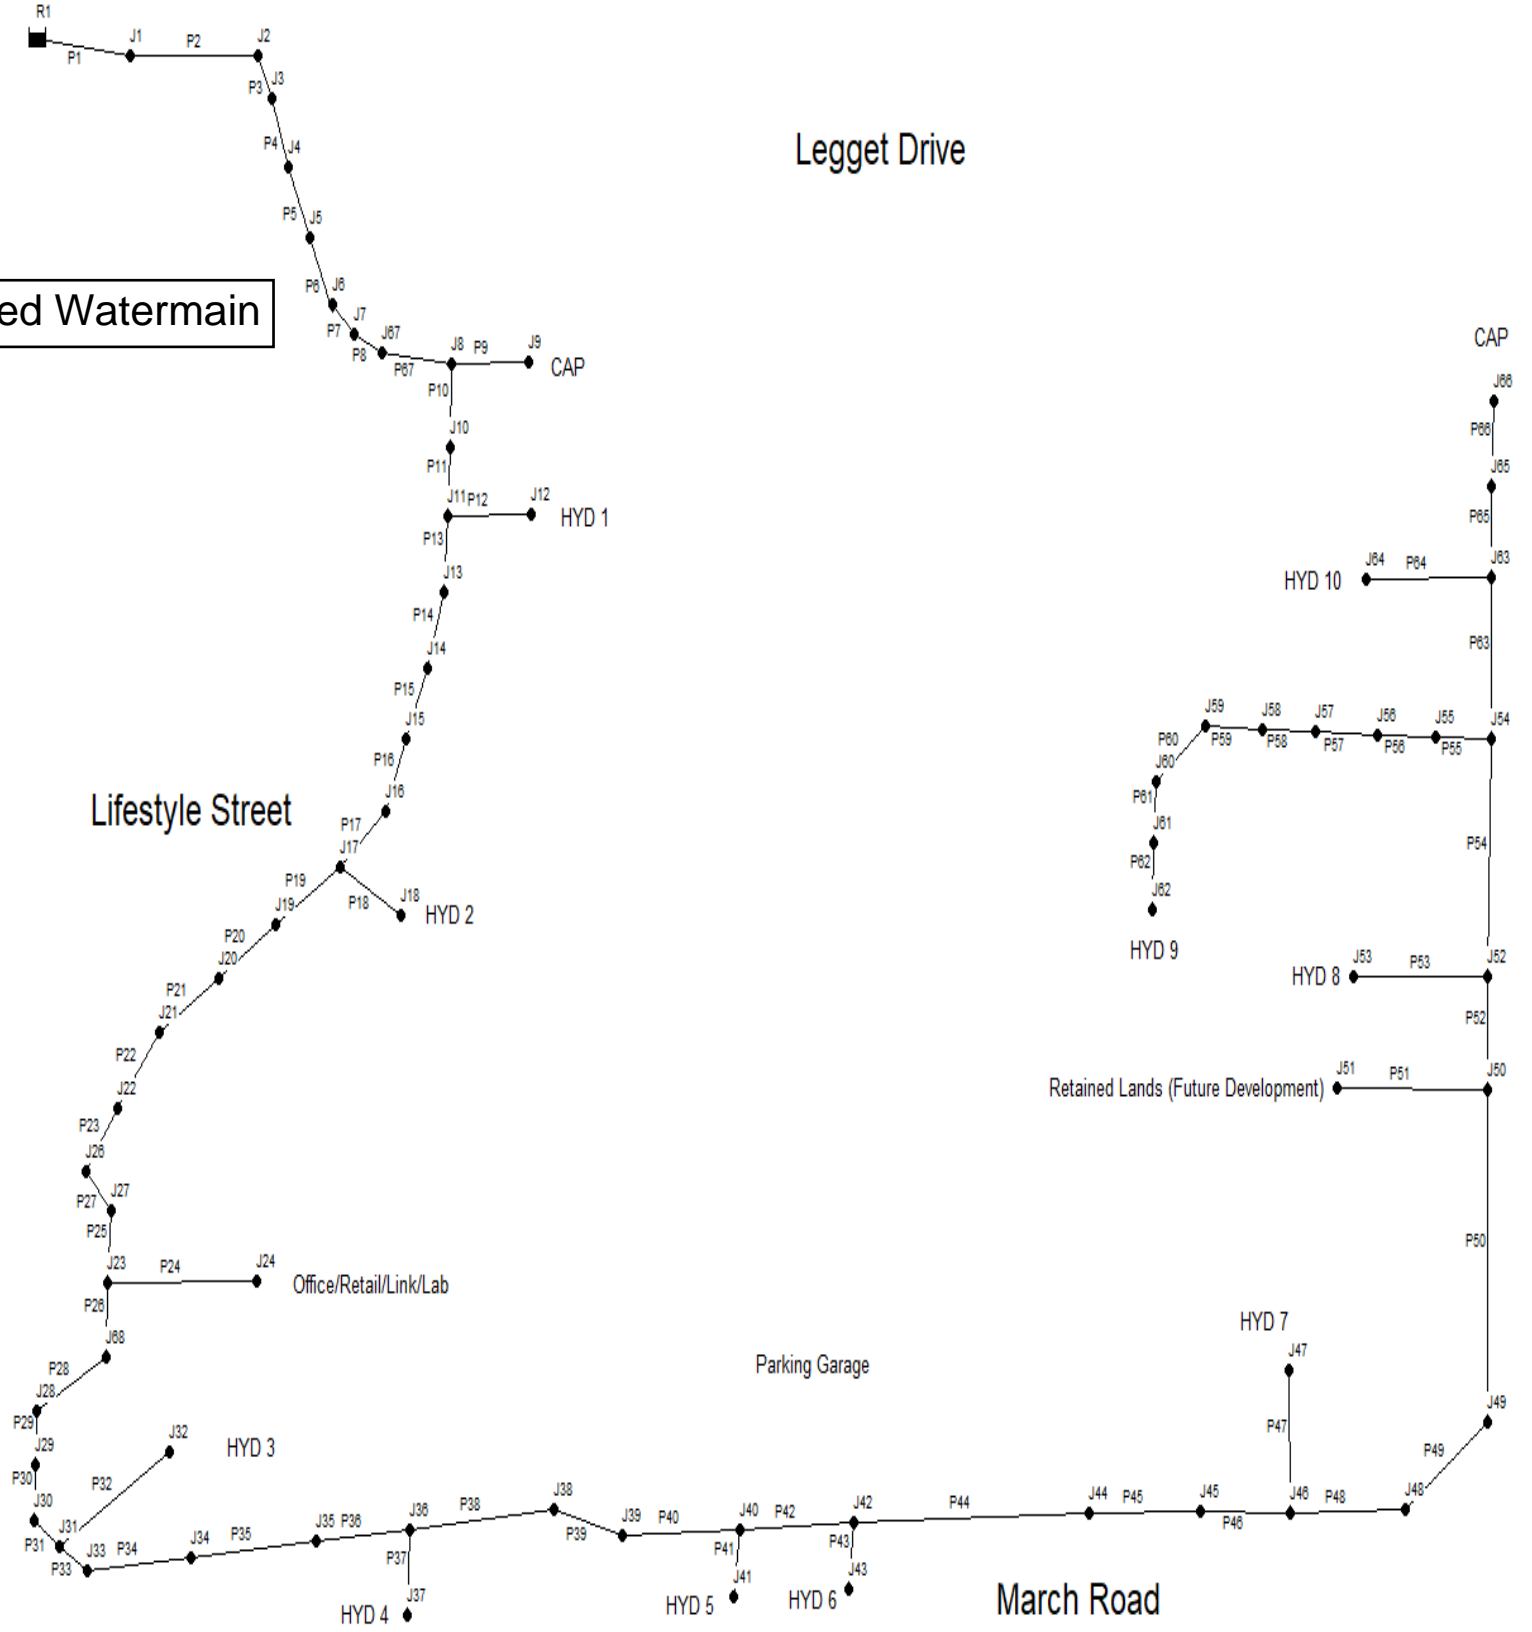 R1
P1
J1
P2
J2
J3
P3
P4
J4
P5
J5
P6
J6
J7
P7
J67
P8
P67
J8
P9
J9
CAP
P10
J10
P11
J11
P12
J12
HYD 1
P13
J13
P14
J14
P15
J15
P16
J16
P17
J17
P18
J18
HYD 2
P19
J19
P20
J20
P21
J21
P22
J22
P23
J26
P27
J27
P25
J23
P24
J24
Office/Retail/Link/Lab
P26
J68
P28
J28
P29
J29
P30
J30
P31
J31
P32
J32
HYD 3
P33
J33
P34
J34
P35
J35
P36
J36
P37
J37
HYD 4
P38
J38
P39
J39
P40
J40
P41
J41
HYD 5
P42
J42
P43
J43
HYD 6
P44
J44
P45
J45
P46
J46
P47
J47
HYD 7
P48
J48
P49
J49
P50
J50
P51
J51
Retained Lands (Future Development)
P52
J52
P53
J53
HYD 8
P54
J54
P55
J55
P56
J56
P57
J57
P58
J58
P59
J59
P60
J60
P61
J61
P62
J62
HYD 9
P63
J63
P64
J64
HYD 10
P65
J65
P66
J66
CAP
Legget Drive
ed Watermain
Lifestyle Street
Parking Garage
March Road